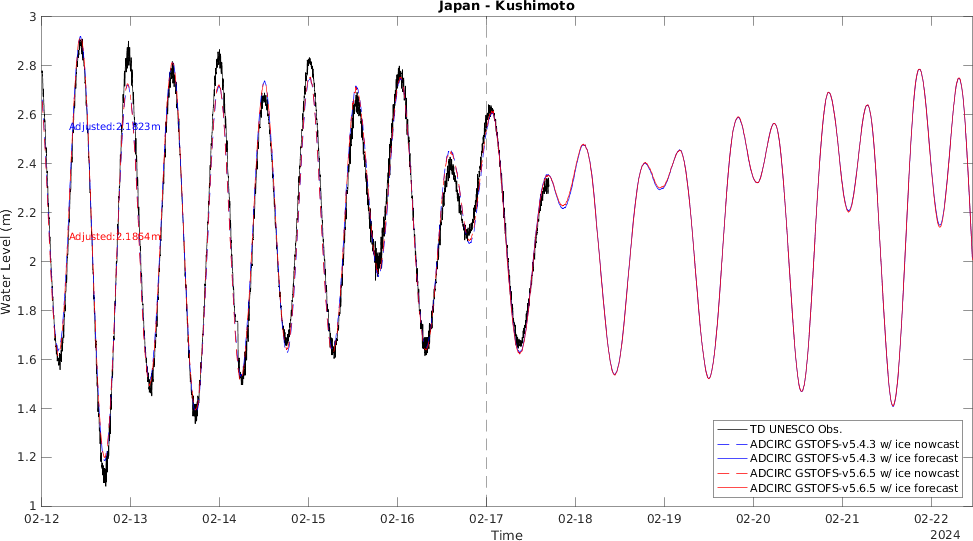 Japan - Kushimoto
3
2.8
2.6
2.4
2.2
2
1.8
1.6
1.4
1.2
1
Water Level (m)
Adjusted:2.1823m
Adjusted:2.1864m
TD UNESCO Obs.
ADCIRC GSTOFS-v5.4.3 w/ ice nowcast
ADCIRC GSTOFS-v5.4.3 w/ ice forecast
ADCIRC GSTOFS-v5.6.5 w/ ice nowcast
ADCIRC GSTOFS-v5.6.5 w/ ice forecast
02-12 02-13 02-14 02-15 02-16 02-17 02-18 02-19 02-20 02-21 02-22
Time
2024